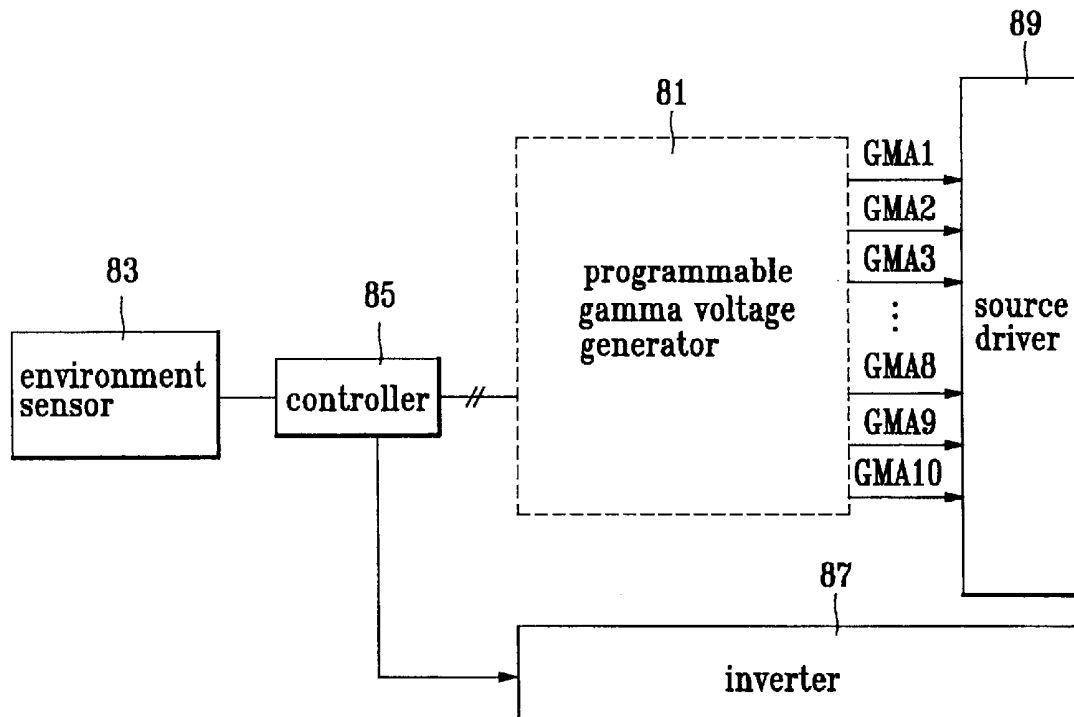 89
81
GMA1
GMA2
GMA3
⋮
GMA8
GMA9
GMA10
programmable
gamma voltage
generator
source
driver
83
environment
sensor
85
controller
87
inverter